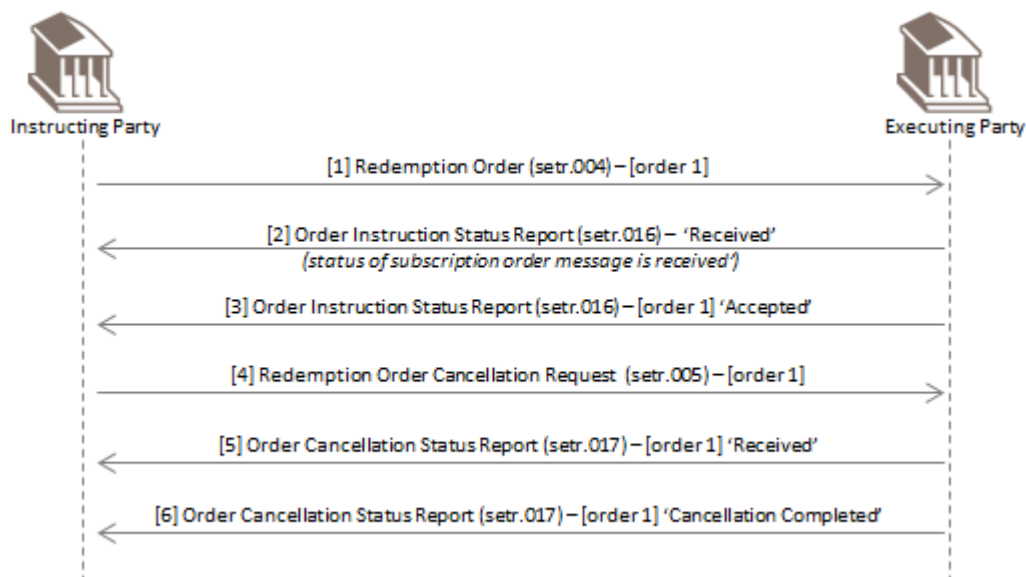 Instructing Party
Executing Party
[1] Redemption Order (setr.004) – [order 1]
[2] Order Instruction Status Report (setr.016) – ‘Received’
(status of subscription order message is received’)
[3] Order Instruction Status Report (setr.016) – [order 1] ‘Accepted’
[4] Redemption Order Cancellation Request (setr.005) – [order 1]
[5] Order Cancellation Status Report (setr.017) – [order 1] ‘Received’
[6] Order Cancellation Status Report (setr.017) – [order 1] ‘Cancellation Completed’